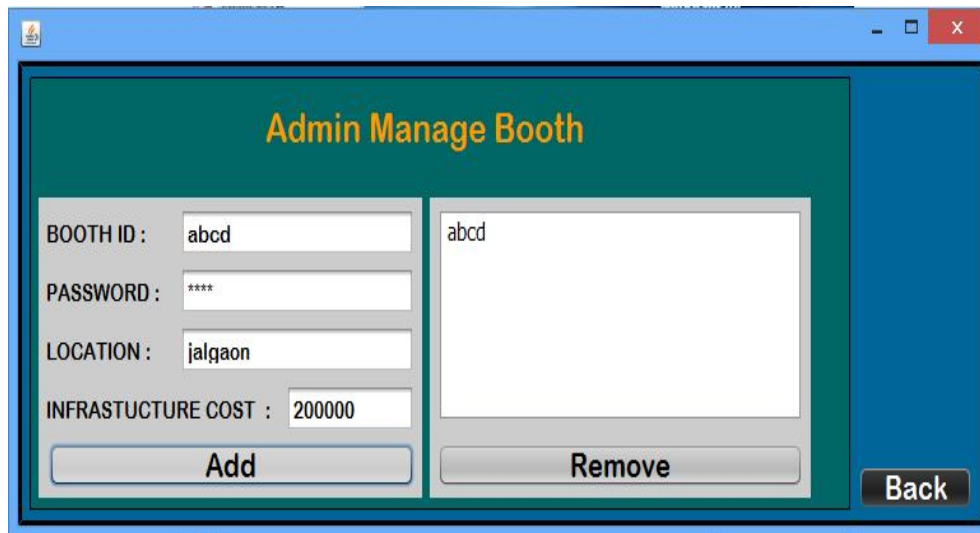 X
Admin Manage Booth
BOOTH ID : abcd
PASSWORD : ****
LOCATION : jalgaon
INFRASTUCTURE COST : 200000
Add
abcd
Remove
Back